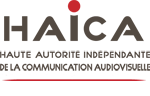 HAICA
HAUTE AUTORITÉ INDÉPENDANTE
DE LA COMMUNICATION AUDIOVISUELLE